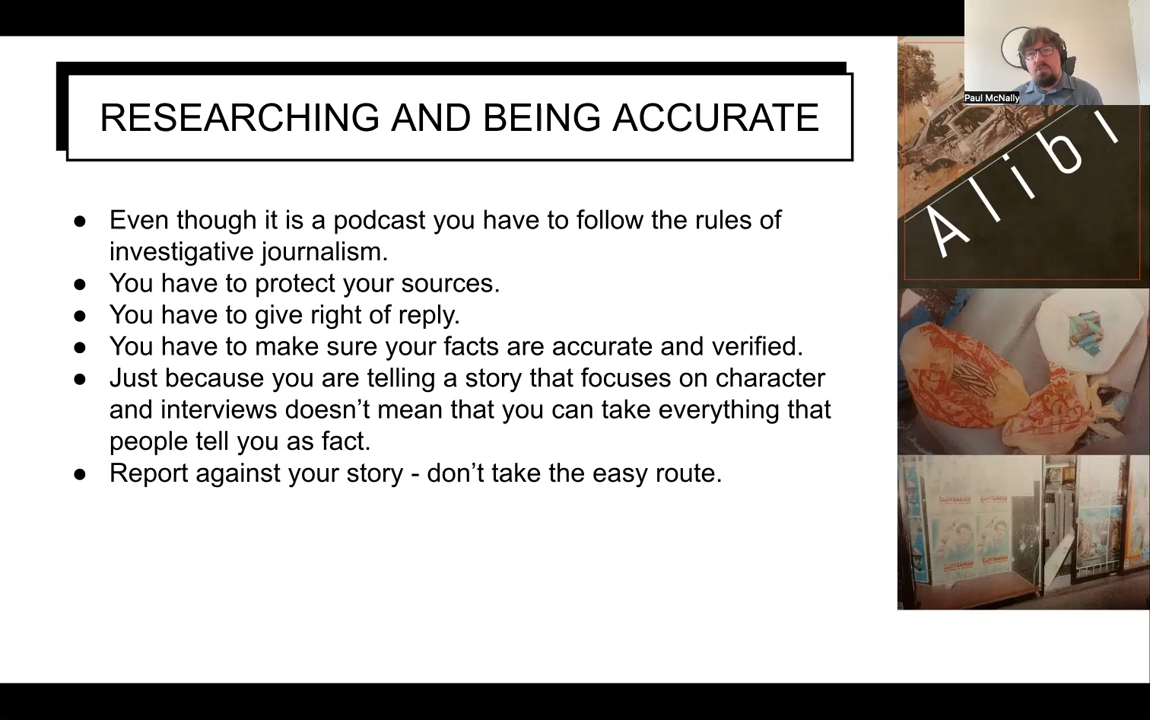 RESEARCHING AND BEING ACCURATE
Paul McNally
Alibi
● Even though it is a podcast you have to follow the rules of
investigative journalism.
● You have to protect your sources.
● You have to give right of reply.
● You have to make sure your facts are accurate and verified.
● Just because you are telling a story that focuses on character
and interviews doesn’t mean that you can take everything that
people tell you as fact.
● Report against your story - don’t take the easy route.